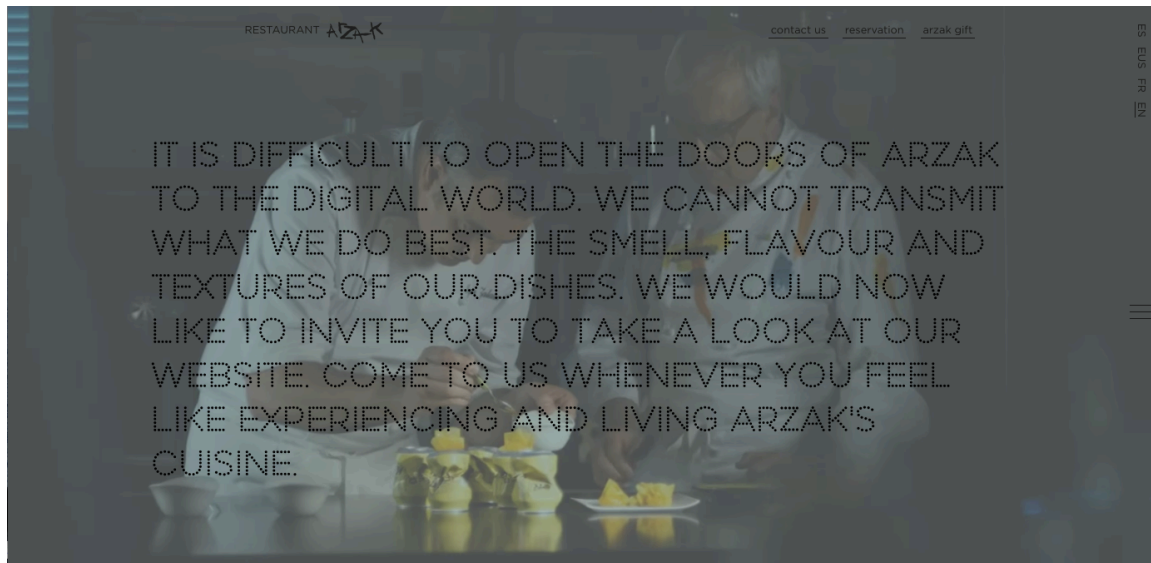 RESTAURANT ARZAK
contact us reservation arzak gift
ES EUS FR EN
IT IS DIFFICULT TO OPEN THE DOORS OF ARZAK
TO THE DIGITAL WORLD. WE CANNOT TRANSMIT
WHAT WE DO BEST. THE SMELL, FLAVOUR AND
TEXTURES OF OUR DISHES. WE WOULD NOW
LIKE TO INVITE YOU TO TAKE A LOOK AT OUR
WEBSITE. COME TO US WHENEVER YOU FEEL
LIKE EXPERIENCING AND LIVING ARZAK'S
CUISINE.